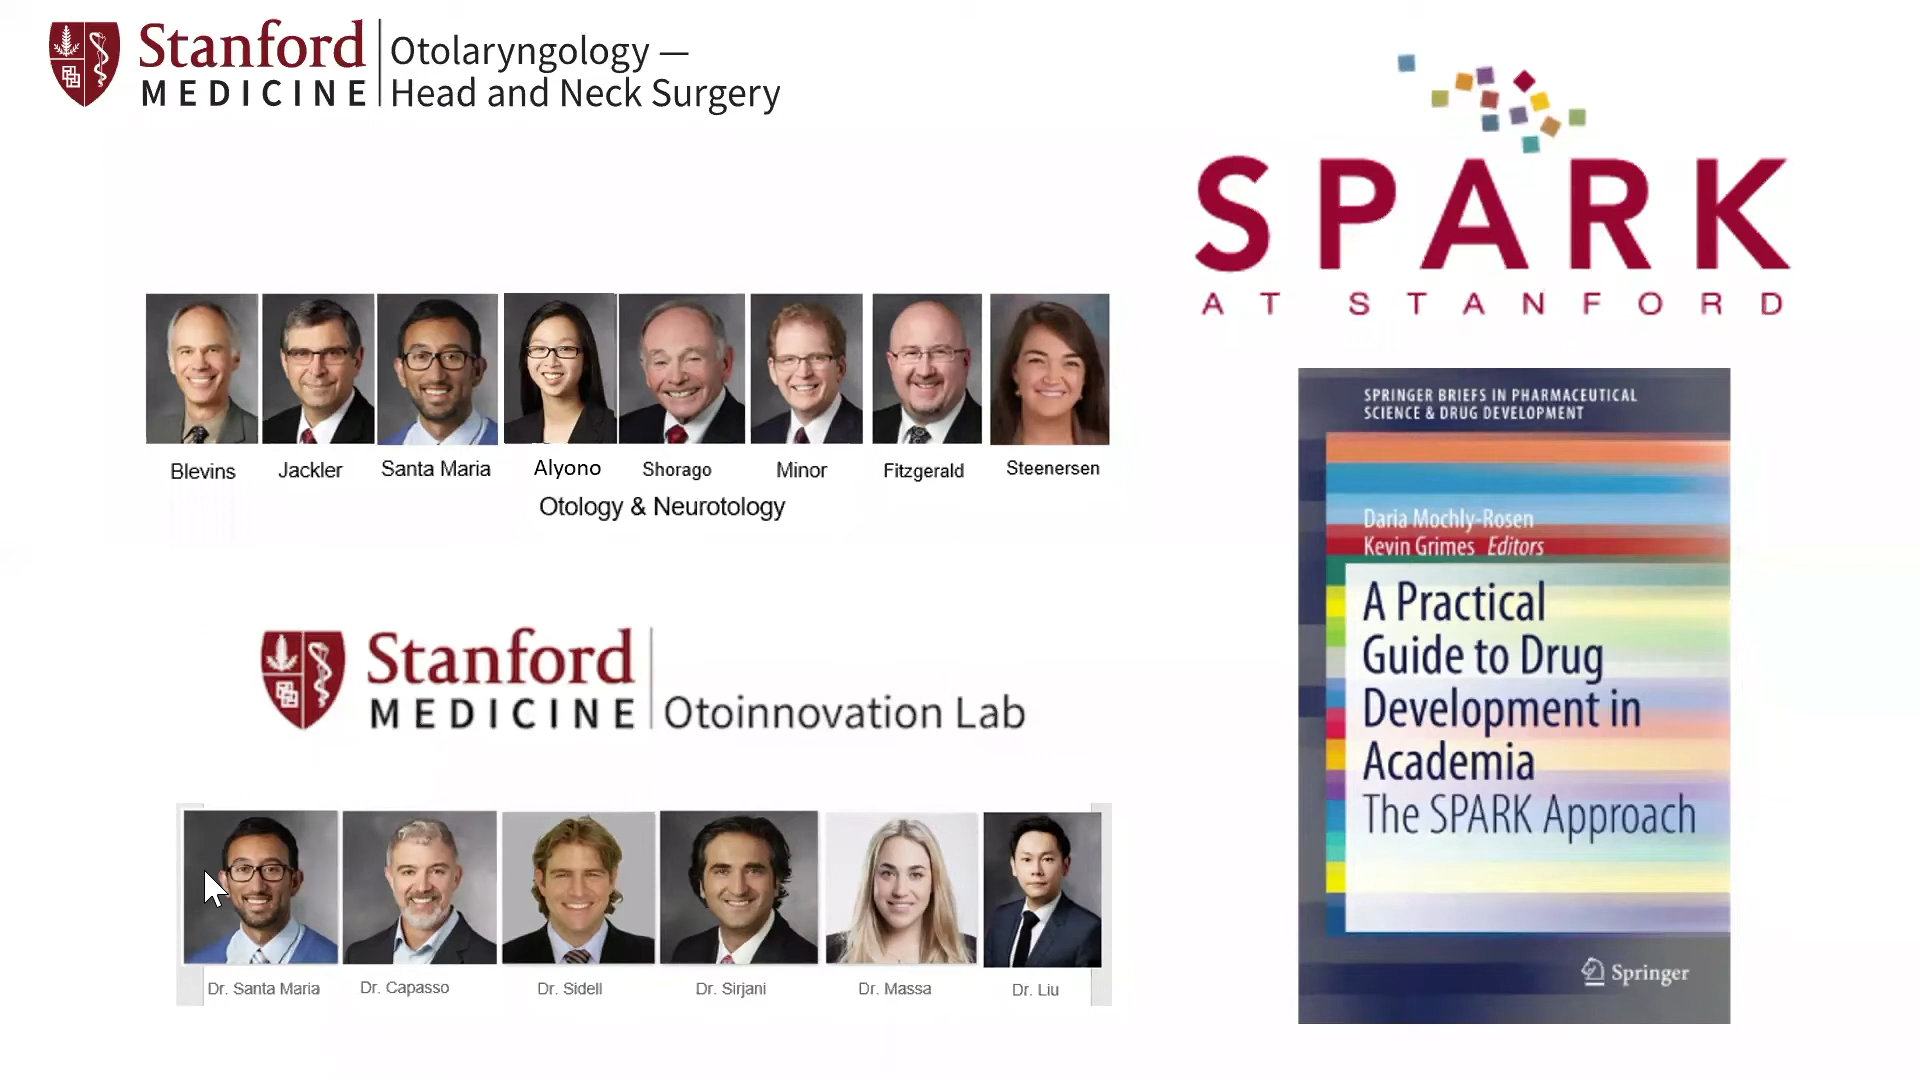 Stanford
MEDICINE
Otolaryngology —
Head and Neck Surgery
Blevins
Jackler
Santa Maria
Alyono
Shorago
Minor
Fitzgerald
Steenersen
Otology & Neurotology
Stanford
MEDICINE
Otoinnovation Lab
Dr. Santa Maria
Dr. Capasso
Dr. Sidell
Dr. Sirjani
Dr. Massa
Dr. Liu
SPARK
AT STANFORD
SPRINGER BRIEFS IN PHARMACEUTICAL
SCIENCE & DRUG DEVELOPMENT
Daria Mochly-Rosen
Kevin Grimes Editors
A Practical
Guide to Drug
Development in
Academia
The SPARK Approach
Springer